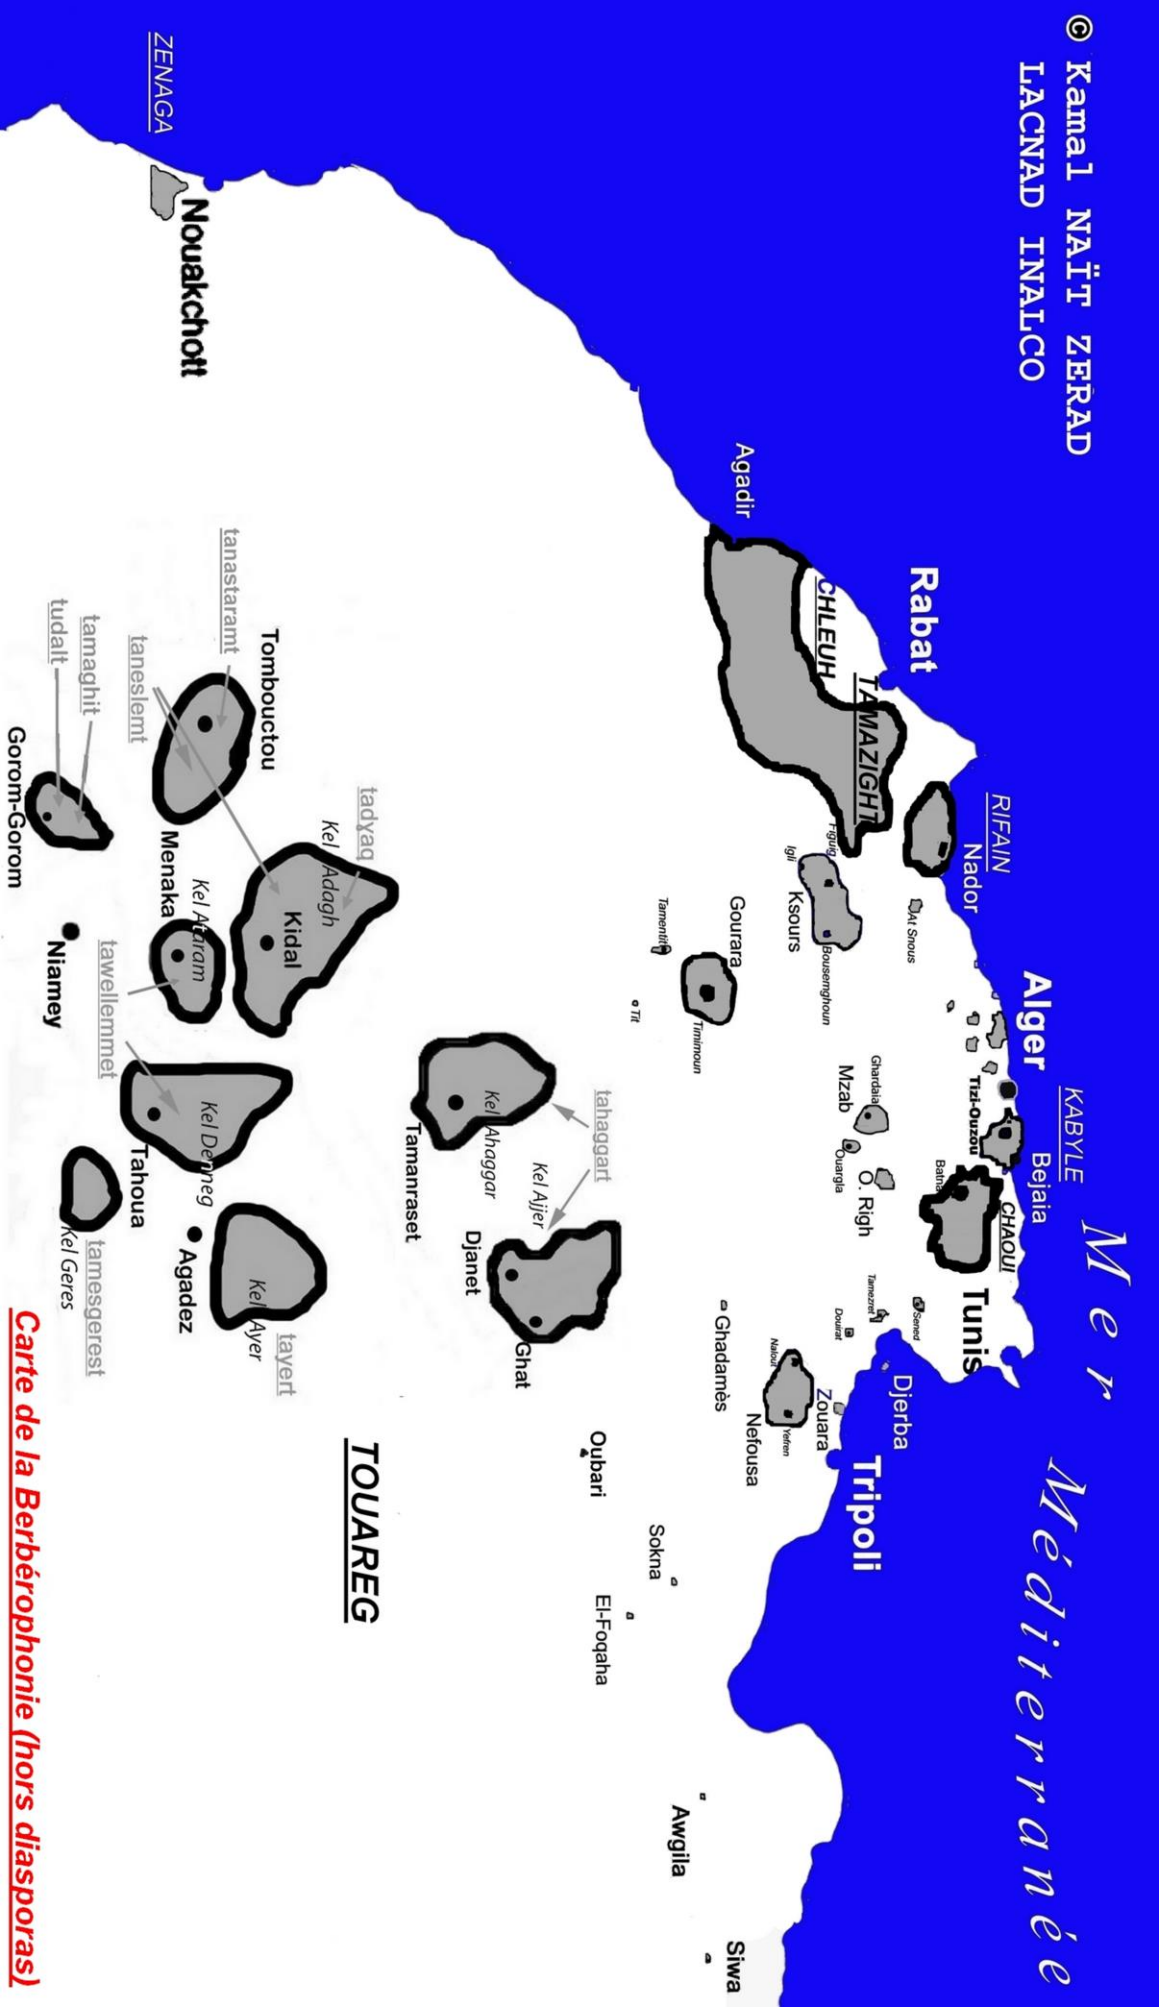 © Kamal NAÏT ZERAD
LACNAD INALCO
Mer Méditerranée
KABYLE
Bejaia
Alger
RIFAIN
Nador
Tizi-Ouzou
CHAOUI
Batna
Tunis
Rabat
TAMAZIGHT
CHLEUH
At Snous
Sened
Djerba
Tamezret
Douirat
Ghardaia
Mzab
Ouargla
O. Righ
Figuig
Igli
Ksours
Bousemghoun
Tripoli
Zouara
Nalout
Yefren
Nefousa
Agadir
Gourara
Timimoun
Tamentit
Tit
Ghadamès
Siwa
Awgila
Sokna
El-Foqaha
Oubari
tahaggart
Kel Ajjer
Kel Ahaggar
Ghat
Djanet
Tamanraset
TOUAREG
tadɣaq
Kel Adagh
Kidal
Tombouctou
tanastaramt
tayert
Kel Ayer
Kel Ataram
Kel Denneg
Agadez
Nouakchott
ZENAGA
Menaka
taneslemt
Tahoua
tawellemmet
tamaghit
tudalt
tamesgerest
Kel Geres
Niamey
Gorom-Gorom
Carte de la Berbérophonie (hors diasporas)